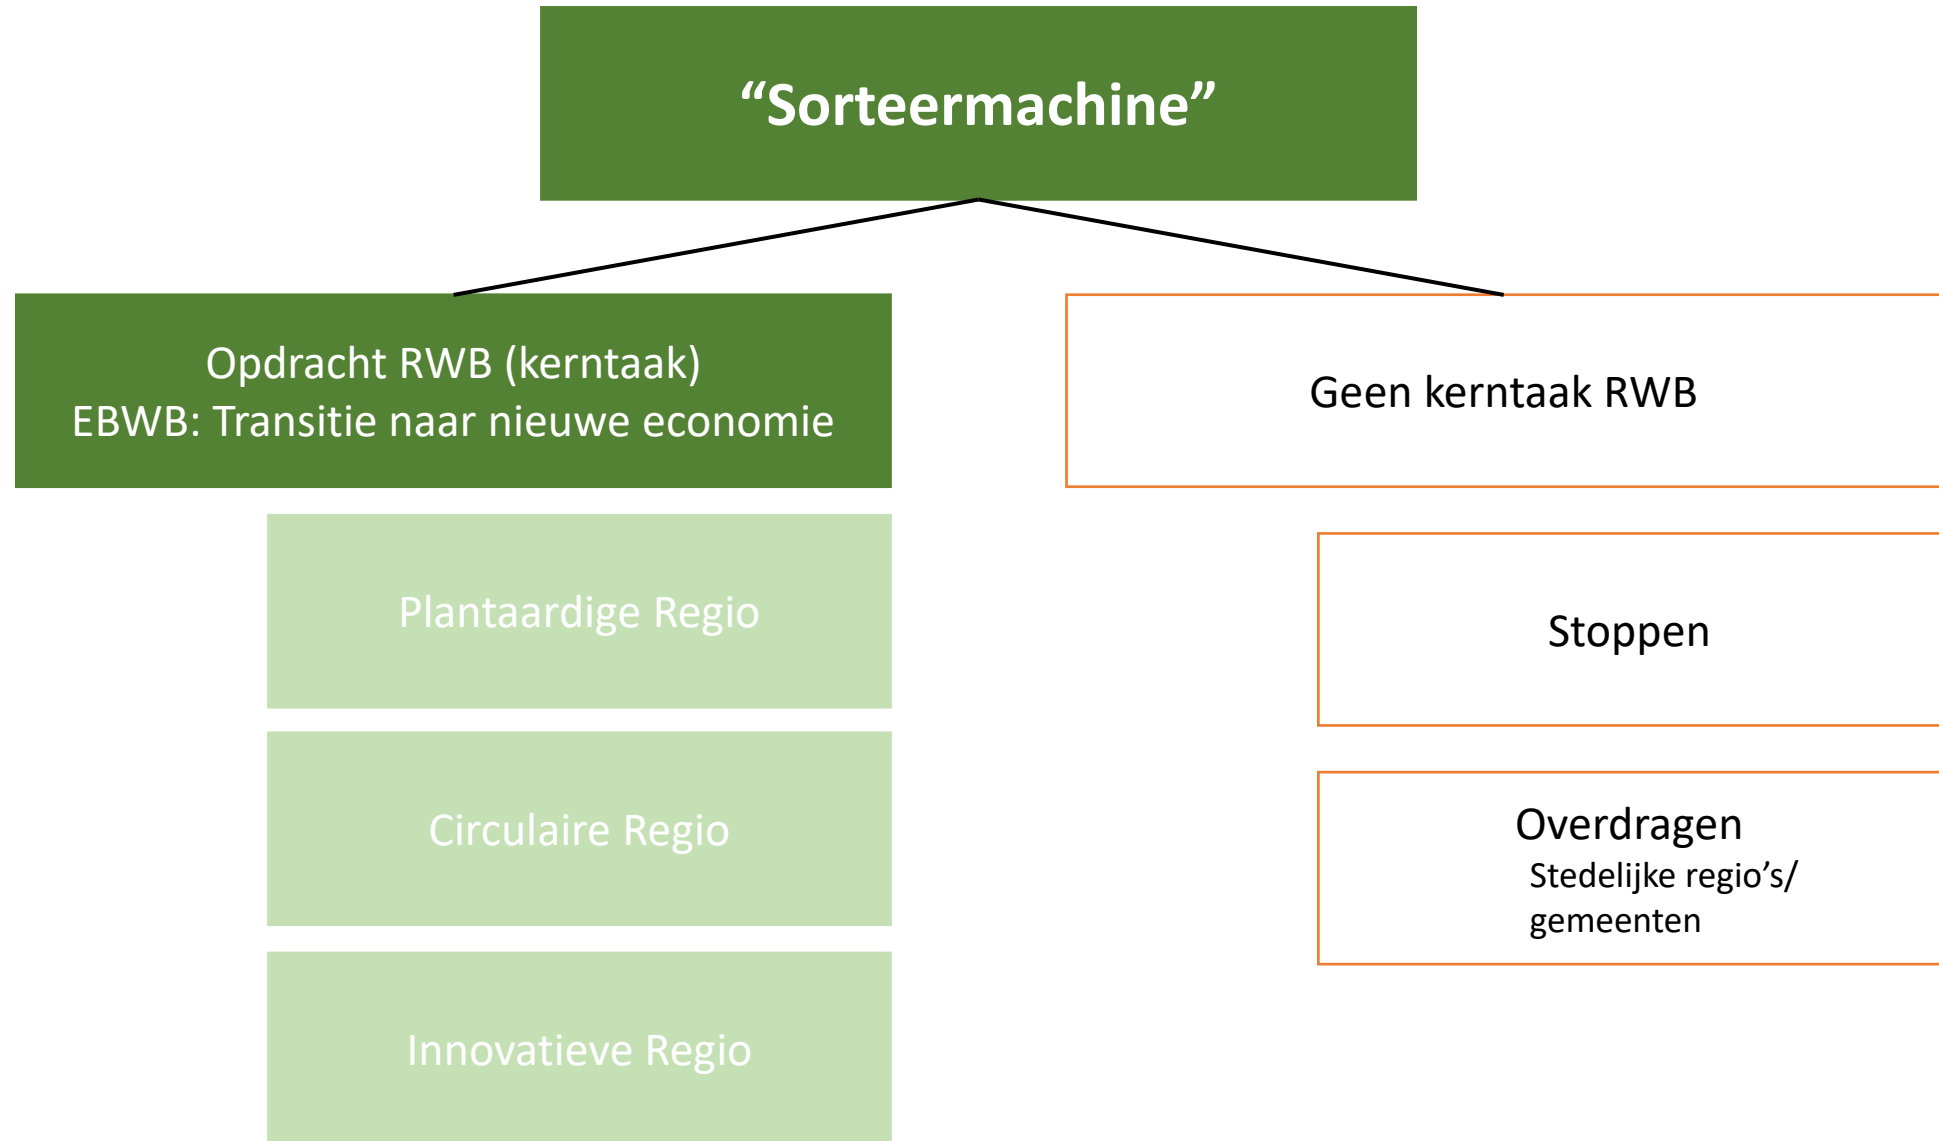 “Sorteermachine”
Opdracht RWB (kerntaak)
EBWB: Transitie naar nieuwe economie
Plantaardige Regio
Circulaire Regio
Innovatieve Regio
Geen kerntaak RWB
Stoppen
Overdragen
Stedelijke regio’s/
gemeenten